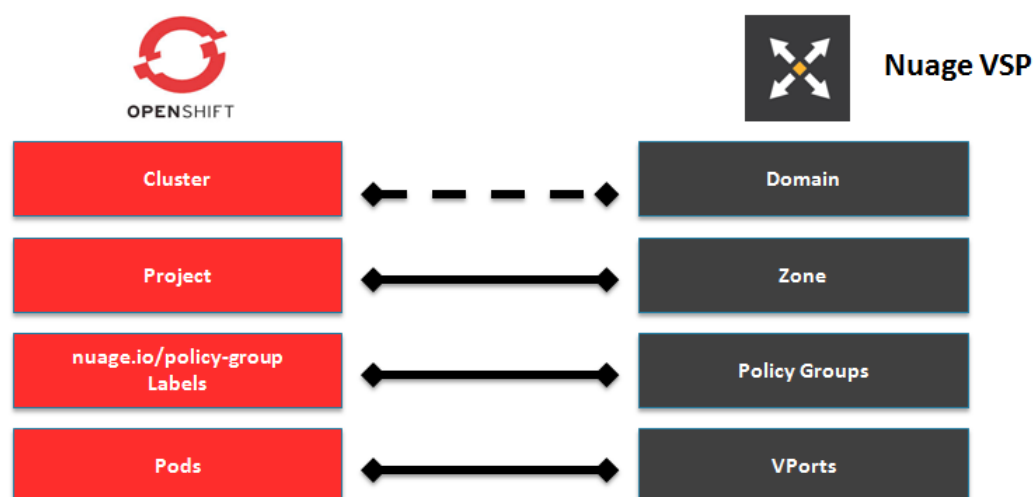 OPENSHIFT
Nuage VSP
Cluster
Domain
Project
Zone
nuage.io/policy-group
Labels
Policy Groups
Pods
VPorts